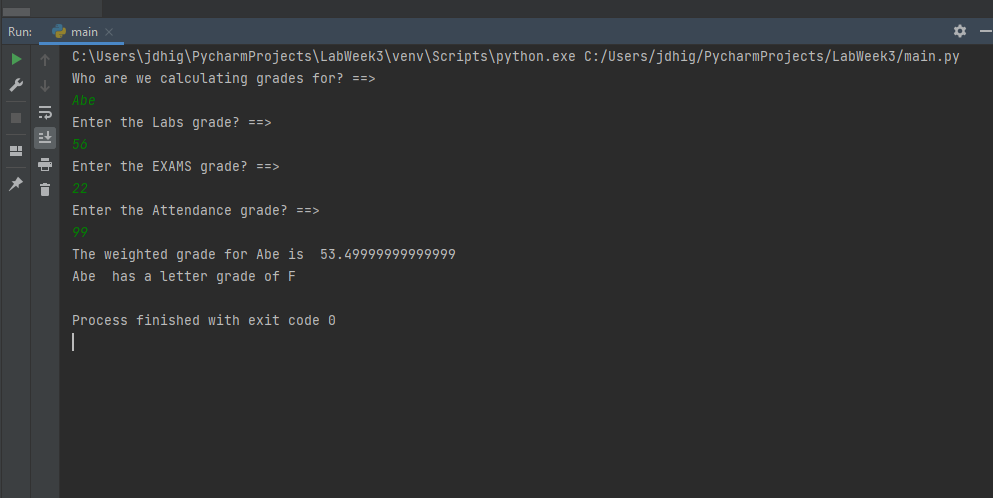 Run: main
C:\Users\jdhig\PycharmProjects\LabWeek3\venv\Scripts\python.exe C:/Users/jdhig/PycharmProjects/LabWeek3/main.py
Who are we calculating grades for? ==>
Abe
Enter the Labs grade? ==>
56
Enter the EXAMS grade? ==>
22
Enter the Attendance grade? ==>
99
The weighted grade for Abe is  53.49999999999999
Abe  has a letter grade of F
Process finished with exit code 0